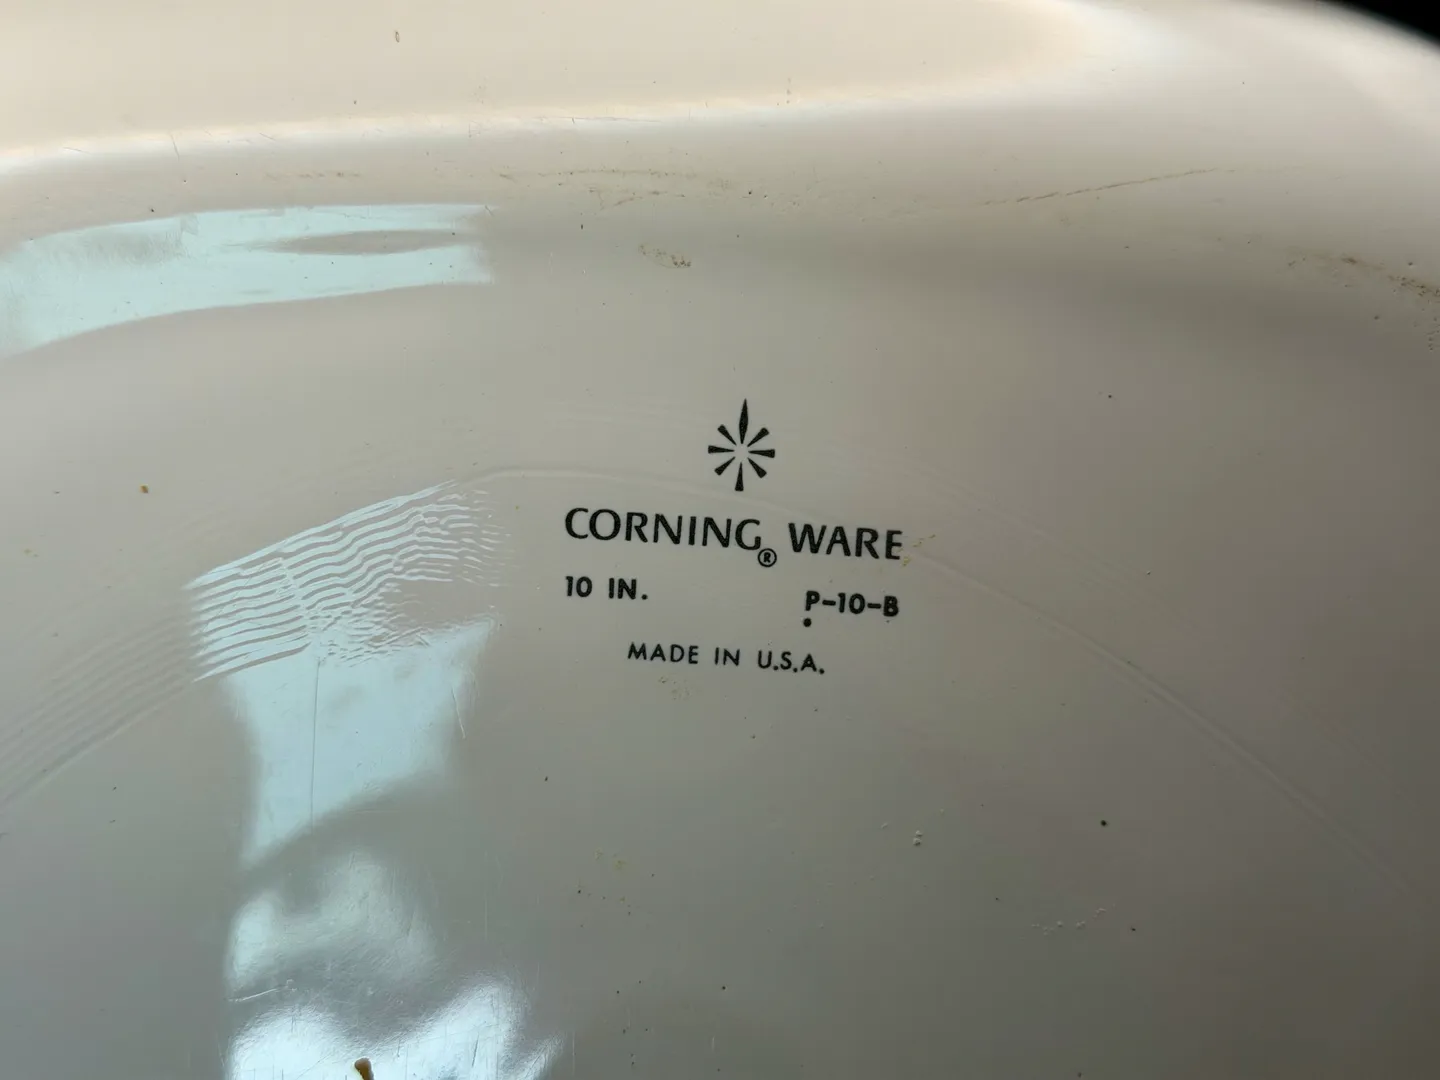 CORNING® WARE
10 IN. P-10-B
MADE IN U.S.A.